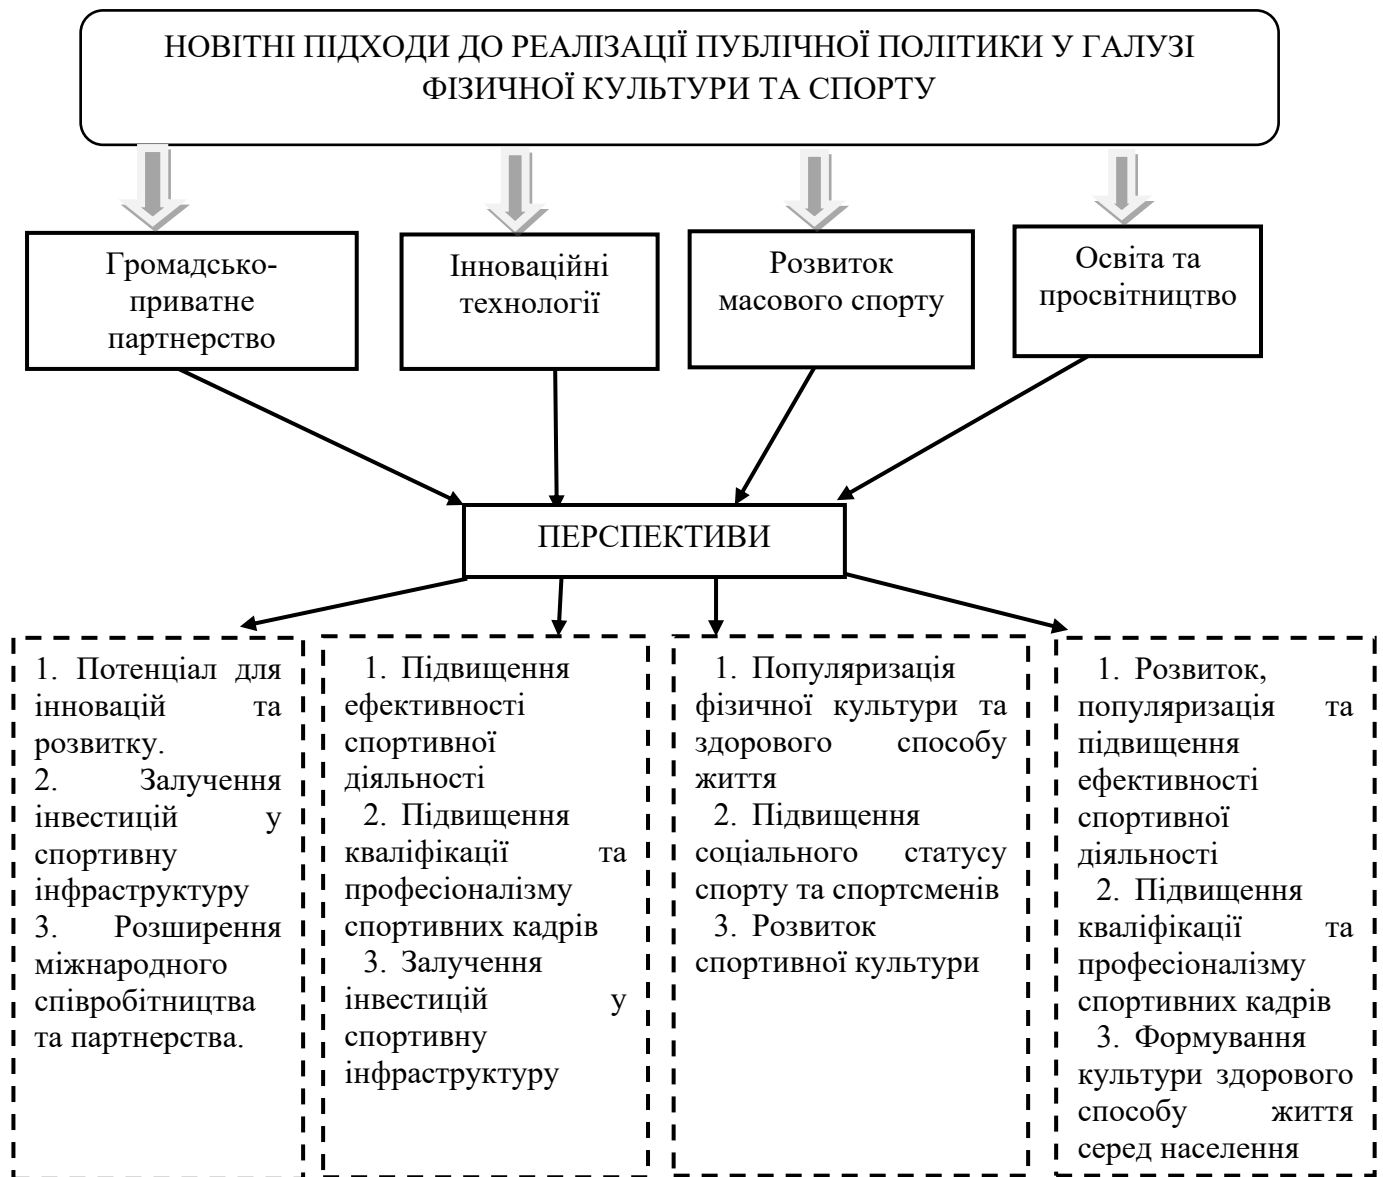 НОВІТНІ ПІДХОДИ ДО РЕАЛІЗАЦІЇ ПУБЛІЧНОЇ ПОЛІТИКИ У ГАЛУЗІ
ФІЗИЧНОЇ КУЛЬТУРИ ТА СПОРТУ
Громадсько-
приватне
партнерство
Інноваційні
технології
Розвиток
масового спорту
Освіта та
просвітництво
ПЕРСПЕКТИВИ
1. Потенціал для
інновацій та
розвитку.
2. Залучення
інвестицій у
спортивну
інфраструктуру
3. Розширення
міжнародного
співробітництва
та партнерства.
1. Підвищення
ефективності
спортивної
діяльності
2. Підвищення
кваліфікації та
професіоналізму
спортивних кадрів
3. Залучення
інвестицій у
спортивну
інфраструктуру
1. Популяризація
фізичної культури та
здорового способу
життя
2. Підвищення
соціального статусу
спорту та спортсменів
3. Розвиток
спортивної культури
1. Розвиток,
популяризація та
підвищення
ефективності
спортивної
діяльності
2. Підвищення
кваліфікації та
професіоналізму
спортивних кадрів
3. Формування
культури здорового
способу життя
серед населення